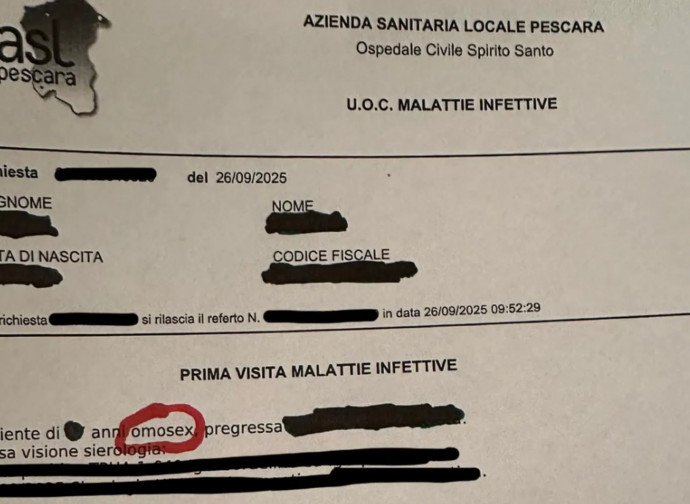 asl
pescara
AZIENDA SANITARIA LOCALE PESCARA
Ospedale Civile Spirito Santo
U.O.C. MALATTIE INFETTIVE
iesta del 26/09/2025
GNOME NOME
TA DI NASCITA CODICE FISCALE
richiesta si rilascia il referto N. in data 26/09/2025 09:52:29
PRIMA VISITA MALATTIE INFETTIVE
iente di anni omosex, pregressa
sa visione sierologia: